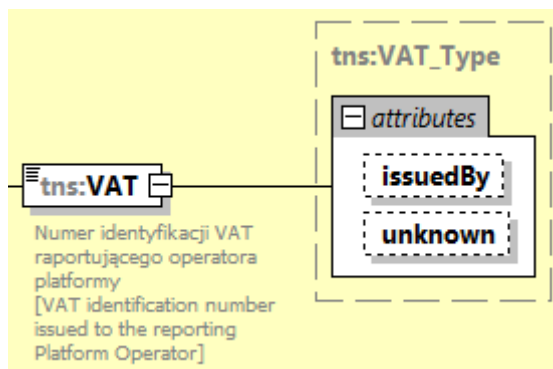 tns:VAT_Type
attributes
issuedBy
unknown
tns:VAT
Numer identyfikacji VAT
raportującego operatora
platformy
[VAT identification number
issued to the reporting
Platform Operator]